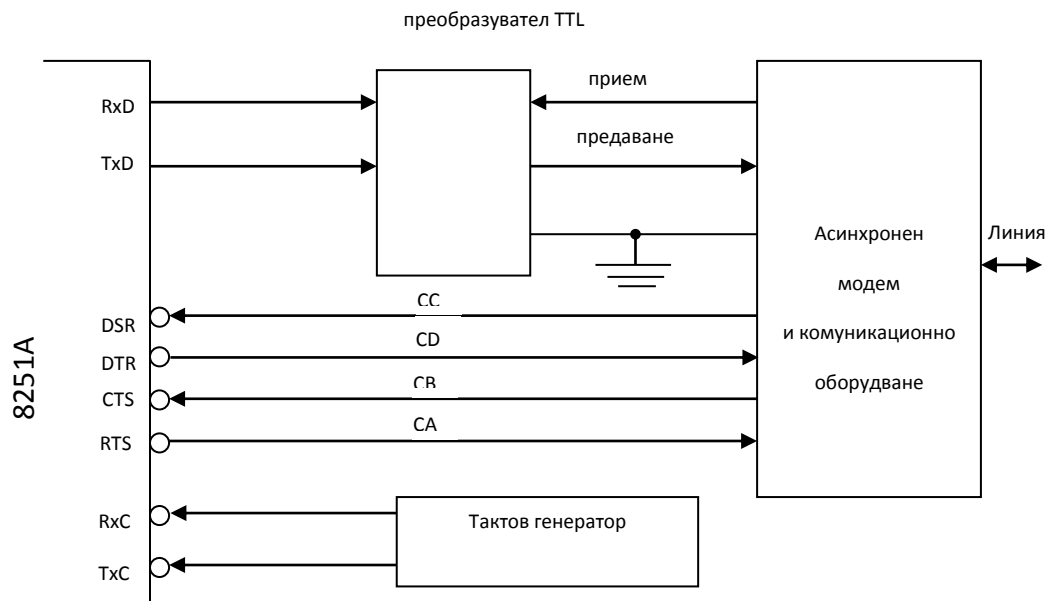 преобразувател TTL
RxD
прием
TxD
предаване
Асинхронен
модем
и комуникационно
оборудване
Линия
8251A
DSR
CC
DTR
CD
CTS
CB
RTS
CA
RxC
Тактов генератор
TxC